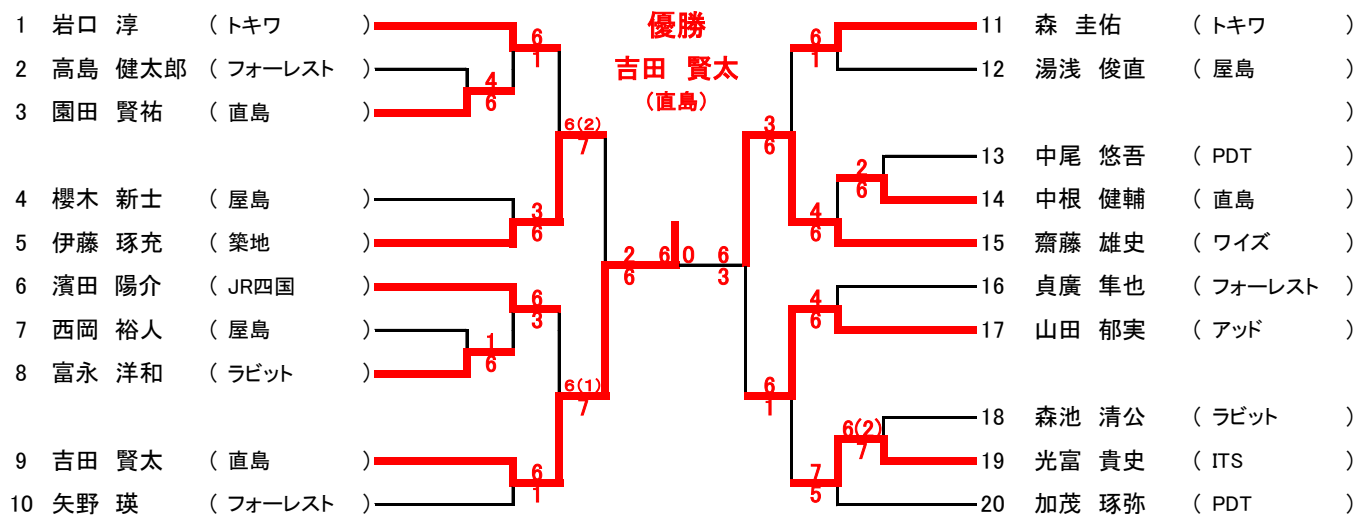 優勝
吉田 賢太
(直島)
1 岩口 淳 ( トキワ )
2 高島 健太郎 ( フォーレスト )
3 園田 賢祐 ( 直島 )
4 櫻木 新士 ( 屋島 )
5 伊藤 琢充 ( 築地 )
6 濱田 陽介 ( JR四国 )
7 西岡 裕人 ( 屋島 )
8 富永 洋和 ( ラビット )
9 吉田 賢太 ( 直島 )
10 矢野 瑛 ( フォーレスト )
6
1
4
6
6(2)
7
3
6
2
6
6 0
6
3
6
3
1
6
6(1)
7
6
1
11 森 圭佑 ( トキワ )
12 湯浅 俊直 ( 屋島 )
)
13 中尾 悠吾 ( PDT )
14 中根 健輔 ( 直島 )
15 齋藤 雄史 ( ワイズ )
16 貞廣 隼也 ( フォーレスト )
17 山田 郁実 ( アッド )
18 森池 清公 ( ラビット )
19 光富 貴史 ( ITS )
20 加茂 琢弥 ( PDT )
6
1
3
6
2
6
4
6
4
6
6
1
6(2)
7
7
5